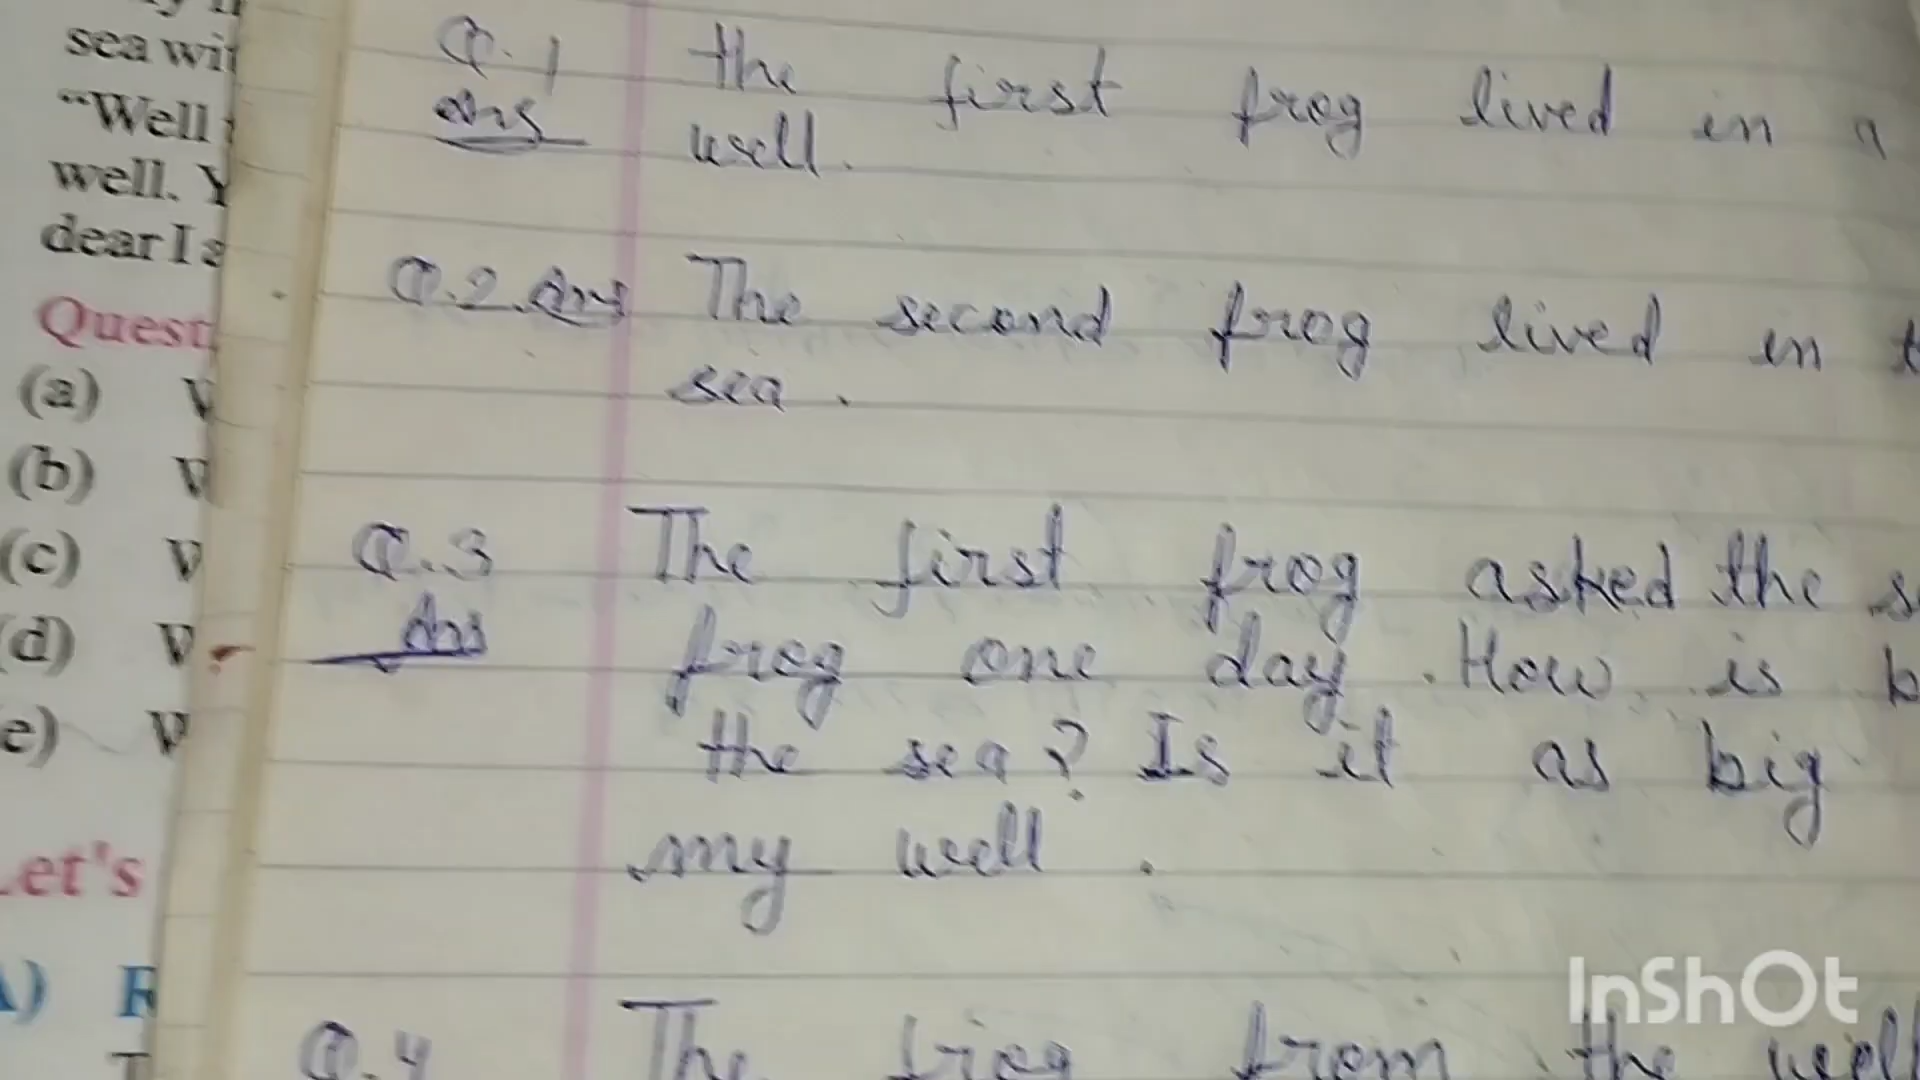 sea wit
"Well
well. Y
dear I a
Quest
(a) W
(b) W
(c) W
(d) W
e) W
Let's
A) R
Q.1 the first frog lived in a
Ans well.
Q.2 Ans The second frog lived in t
sea.
Q.3 The first frog asked the s
Ans frog one day. How is b
the sea? Is it as big
my well.
Q.4 The frog from the well
InShOt